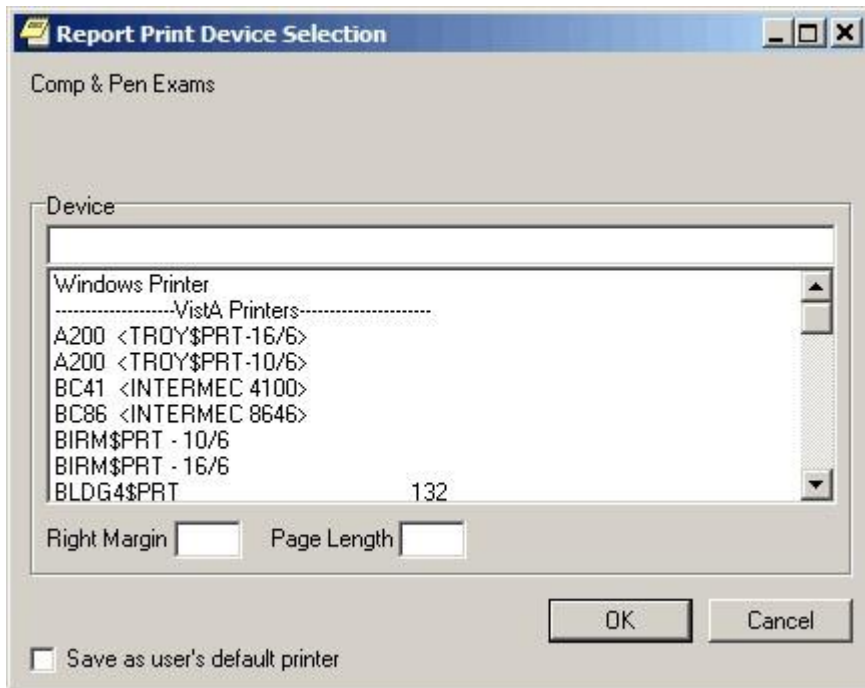 Report Print Device Selection
Comp & Pen Exams
Device
Windows Printer
--------------------VistA Printers----------------------
A200 <TROY$PRT-16/6>
A200 <TROY$PRT-10/6>
BC41 <INTERMEC 4100>
BC86 <INTERMEC 8646>
BIRM$PRT - 10/6
BIRM$PRT - 16/6
BLDG4$PRT 132
Right Margin Page Length
OK Cancel
Save as user's default printer